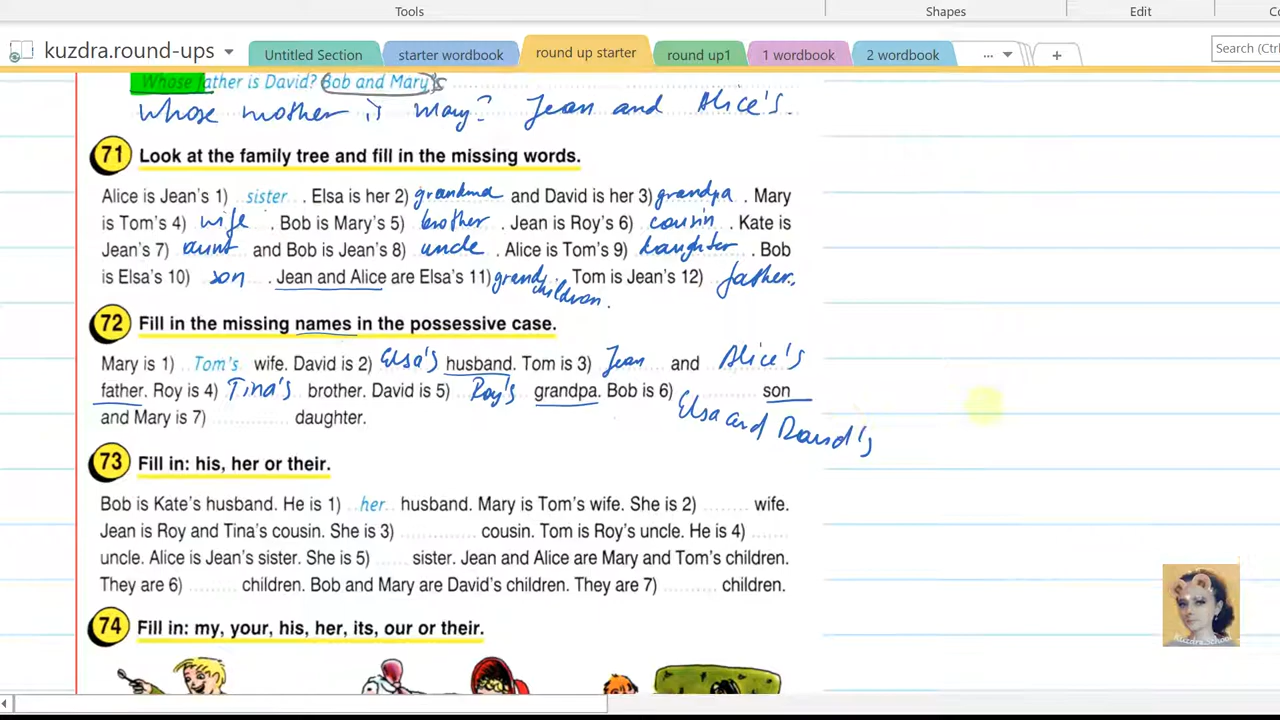 Tools Shapes Edit Co
kuzdra.round-ups Untitled Section starter wordbook round up starter round up1 1 wordbook 2 wordbook ... + Search (Ctrl
Whose father is David? Bob and Mary's
Whose mother is Mary? Jean and Alice's.
71 Look at the family tree and fill in the missing words.
Alice is Jean's 1) sister . Elsa is her 2) grandma and David is her 3) grandpa . Mary
is Tom's 4) wife . Bob is Mary's 5) brother . Jean is Roy's 6) cousin . Kate is
Jean's 7) aunt and Bob is Jean's 8) uncle . Alice is Tom's 9) daughter . Bob
is Elsa's 10) son . Jean and Alice are Elsa's 11) grand . Tom is Jean's 12) father.
children.
72 Fill in the missing names in the possessive case.
Mary is 1) Tom's wife. David is 2) Elsa's husband. Tom is 3) Jean and Alice's
father. Roy is 4) Tina's brother. David is 5) Roy's grandpa. Bob is 6) son
Elsa and David's
and Mary is 7) daughter.
73 Fill in: his, her or their.
Bob is Kate's husband. He is 1) her husband. Mary is Tom's wife. She is 2) wife.
Jean is Roy and Tina's cousin. She is 3) cousin. Tom is Roy's uncle. He is 4)
uncle. Alice is Jean's sister. She is 5) sister. Jean and Alice are Mary and Tom's children.
They are 6) children. Bob and Mary are David's children. They are 7) children.
74 Fill in: my, your, his, her, its, our or their.
Kuzdra.School